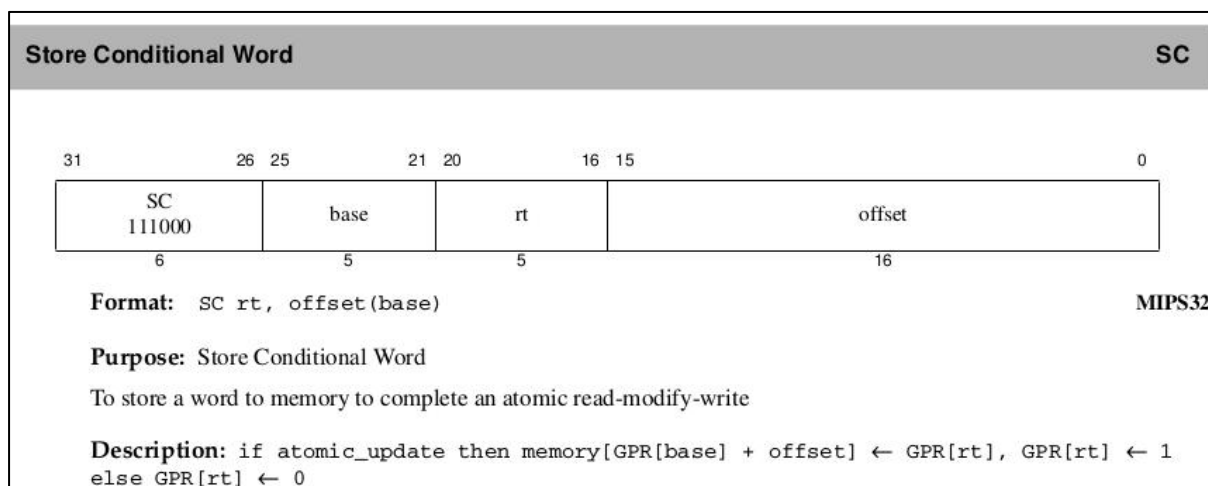 Store Conditional Word SC
31 26 25 21 20 16 15 0
SC base rt offset
111000
6 5 5 16
Format: SC rt, offset(base) MIPS32
Purpose: Store Conditional Word
To store a word to memory to complete an atomic read-modify-write
Description: if atomic_update then memory[GPR[base] + offset] ← GPR[rt], GPR[rt] ← 1
else GPR[rt] ← 0